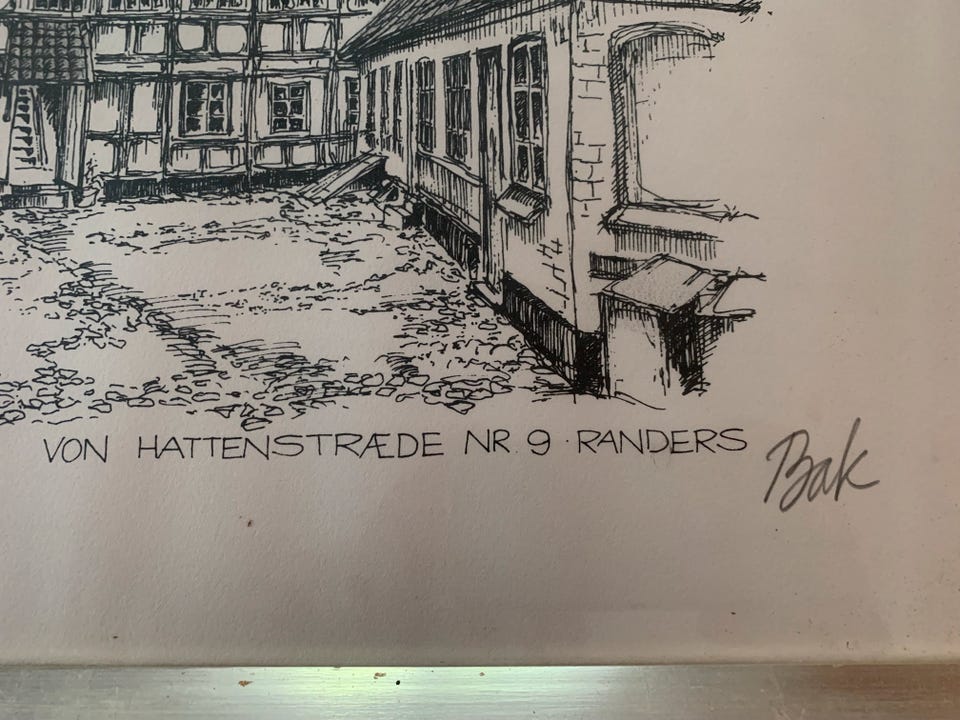 VON HATTENSTRÆDE NR. 9 · RANDERS
Bak